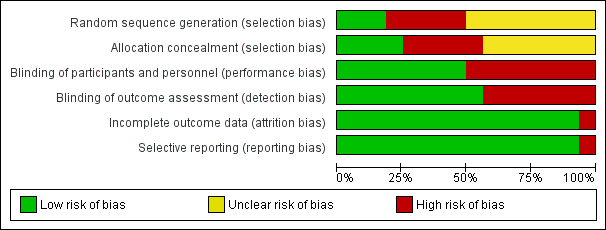 Random sequence generation (selection bias)
Allocation concealment (selection bias)
Blinding of participants and personnel (performance bias)
Blinding of outcome assessment (detection bias)
Incomplete outcome data (attrition bias)
Selective reporting (reporting bias)
0% 25% 50% 75% 100%
Low risk of bias Unclear risk of bias High risk of bias